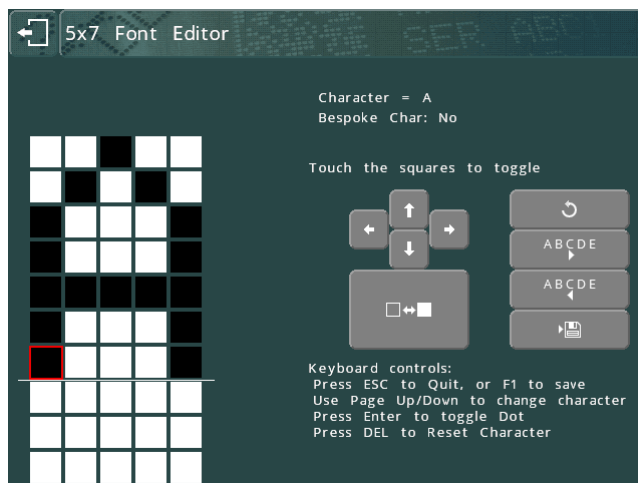 5x7 Font Editor
Character = A
Bespoke Char: No
Touch the squares to toggle
ABCDE
ABCDE
Keyboard controls:
Press ESC to Quit, or F1 to save
Use Page Up/Down to change character
Press Enter to toggle Dot
Press DEL to Reset Character